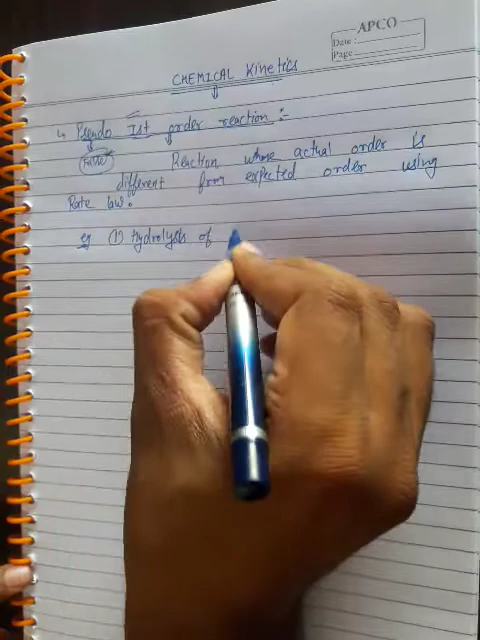 APCO
Date :
Page
CHEMICAL Kinetics
↳ Pseudo Ist order reaction :-
False
Reaction whose actual order is
different from expected order using
Rate law.
eg (1) Hydrolysis of